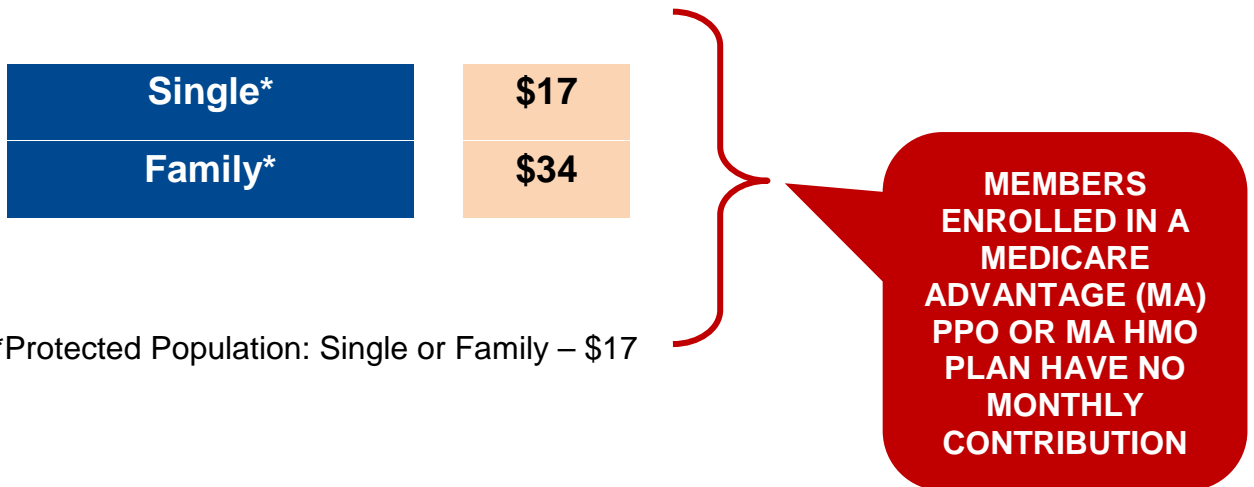 Single* $17
Family* $34
*Protected Population: Single or Family – $17
MEMBERS
ENROLLED IN A
MEDICARE
ADVANTAGE (MA)
PPO OR MA HMO
PLAN HAVE NO
MONTHLY
CONTRIBUTION